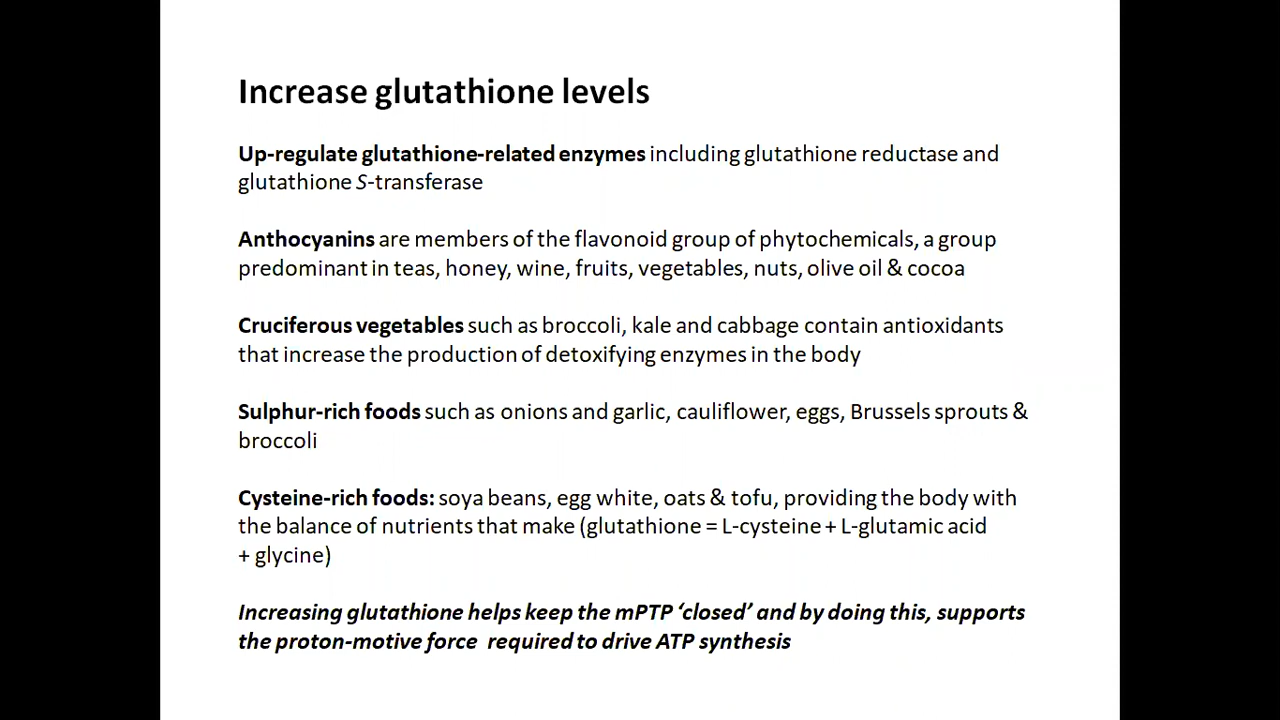 Increase glutathione levels
Up-regulate glutathione-related enzymes including glutathione reductase and
glutathione S-transferase
Anthocyanins are members of the flavonoid group of phytochemicals, a group
predominant in teas, honey, wine, fruits, vegetables, nuts, olive oil & cocoa
Cruciferous vegetables such as broccoli, kale and cabbage contain antioxidants
that increase the production of detoxifying enzymes in the body
Sulphur-rich foods such as onions and garlic, cauliflower, eggs, Brussels sprouts &
broccoli
Cysteine-rich foods: soya beans, egg white, oats & tofu, providing the body with
the balance of nutrients that make (glutathione = L-cysteine + L-glutamic acid
+ glycine)
Increasing glutathione helps keep the mPTP ‘closed’ and by doing this, supports
the proton-motive force  required to drive ATP synthesis